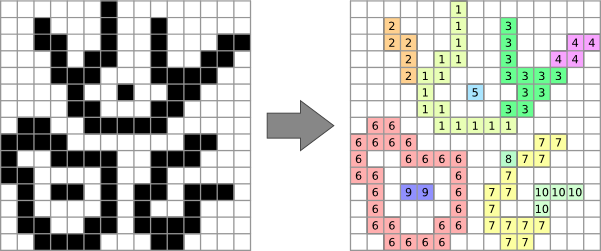 1
2 1 3
2 2 1 3 4 4
2 1 1 3 4 4
2 1 1 3 3 3 3
1 5 3 3
1 1 3 3
6 6 1 1 1 1 1
6 6 6 6 7 7
6 6 6 6 6 8 7 7
6 6 6 7
6 9 9 6 7 7 10 10 10
6 6 7 10
6 6 6 6 7 7 7 7
6 6 6 6 7 7